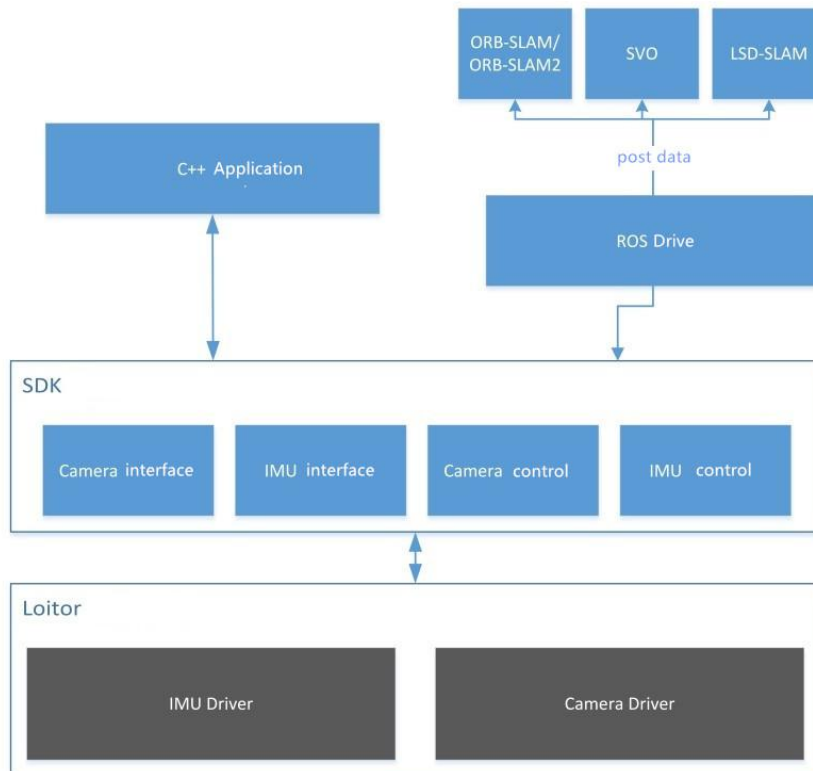 ORB-SLAM/
ORB-SLAM2
SVO
LSD-SLAM
C++ Application
post data
ROS Drive
SDK
Camera interface
IMU interface
Camera control
IMU control
Loitor
IMU Driver
Camera Driver